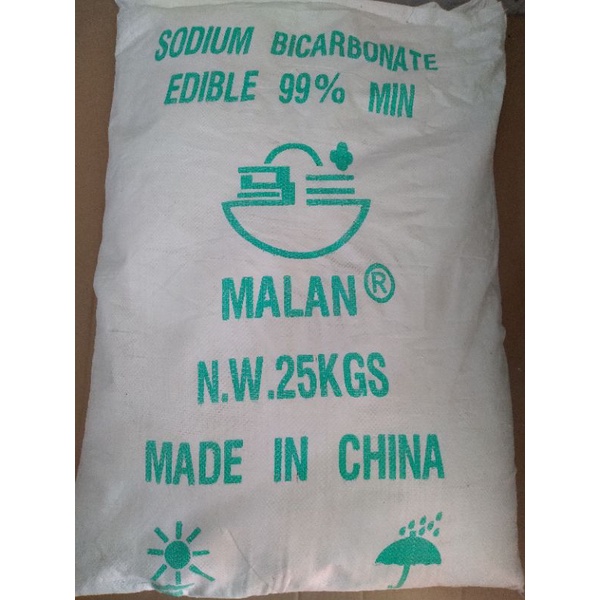 SODIUM BICARBONATE
EDIBLE 99% MIN
MALAN®
N.W.25KGS
MADE IN CHINA